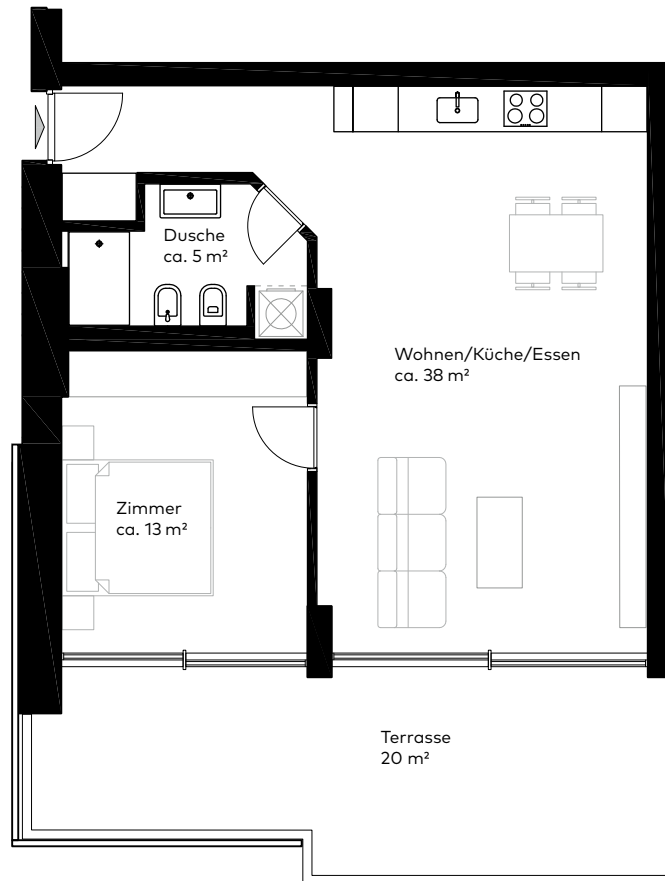 Dusche
ca. 5 m²
Wohnen/Küche/Essen
ca. 38 m²
Zimmer
ca. 13 m²
Terrasse
20 m²